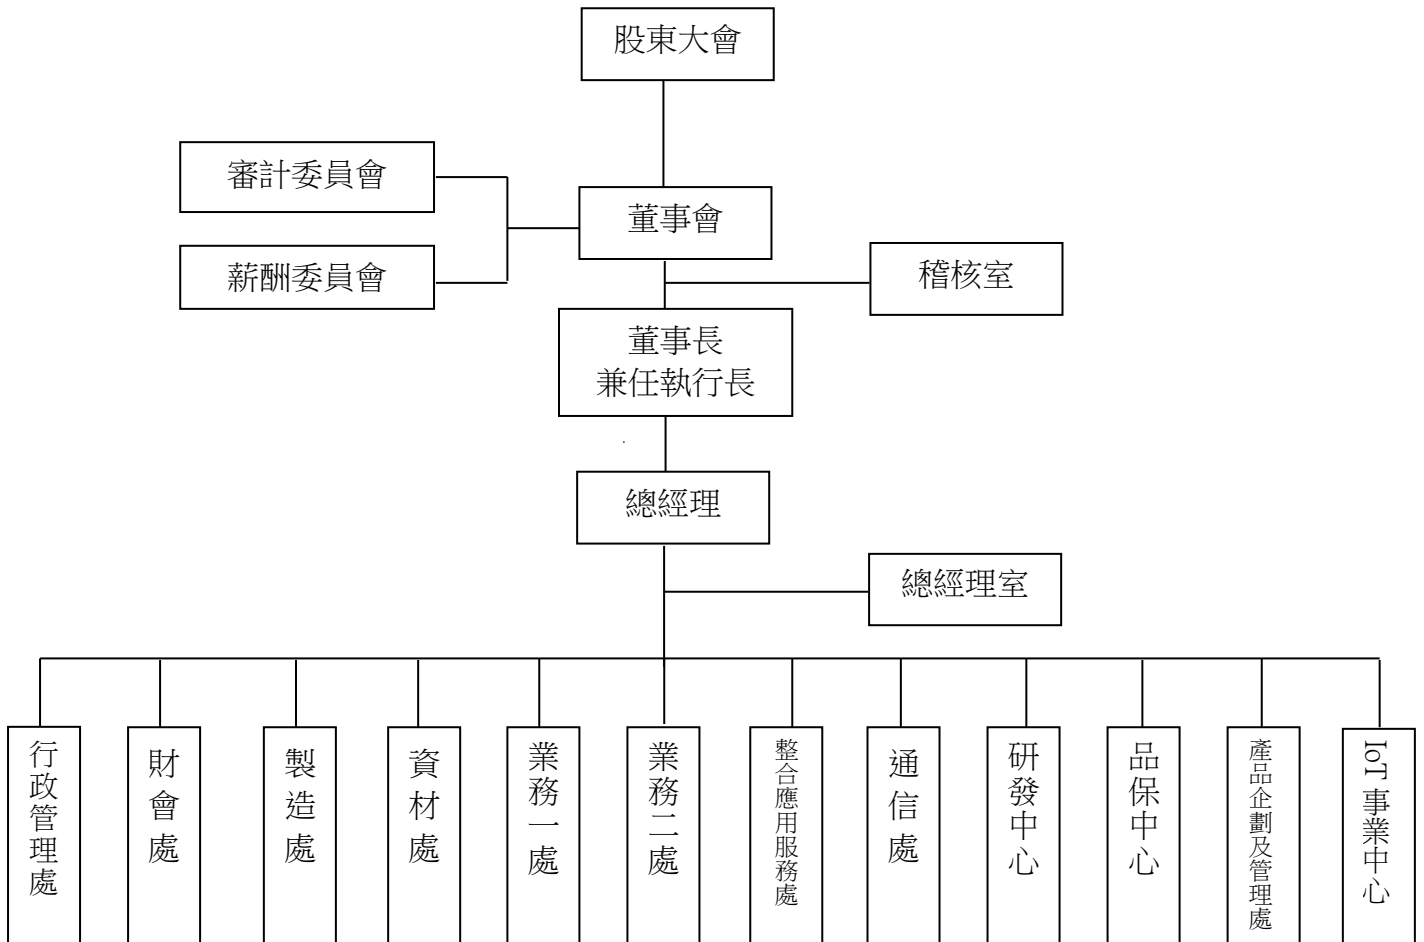 股東大會
審計委員會
董事會
薪酬委員會
稽核室
董事長
兼任執行長
總經理
總經理室
行政管理處
財會處
製造處
資材處
業務一處
業務二處
整合應用服務處
通信處
研發中心
品保中心
產品企劃及管理處
IoT事業中心